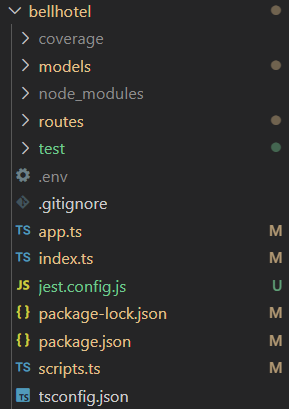 bellhotel
coverage
models
node_modules
routes
test
.env
.gitignore
TS app.ts M
TS index.ts M
JS jest.config.js U
{} package-lock.json M
{} package.json M
TS scripts.ts M
TS tsconfig.json